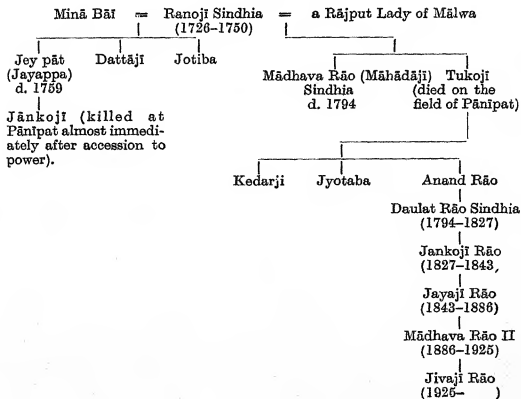 Minā Bāī = Ranojī Sindhia = a Rājput Lady of Mālwa
(1726–1750)
Jey pāt Dattājī Jotiba
(Jayappa)
d. 1759
Jānkojī (killed at
Pānīpat almost immedi-
ately after accession to
power).
Mādhava Rāo (Māhādājī) Tukojī
Sindhia (died on the
d. 1794 field of Pānīpat)
Kedarji Jyotaba Anand Rāo
Daulat Rāo Sindhia
(1794–1827)
Jankojī Rāo
(1827–1843,
Jayajī Rāo
(1843–1886)
Mādhava Rāo II
(1886–1925)
Jivajī Rāo
(1925– )